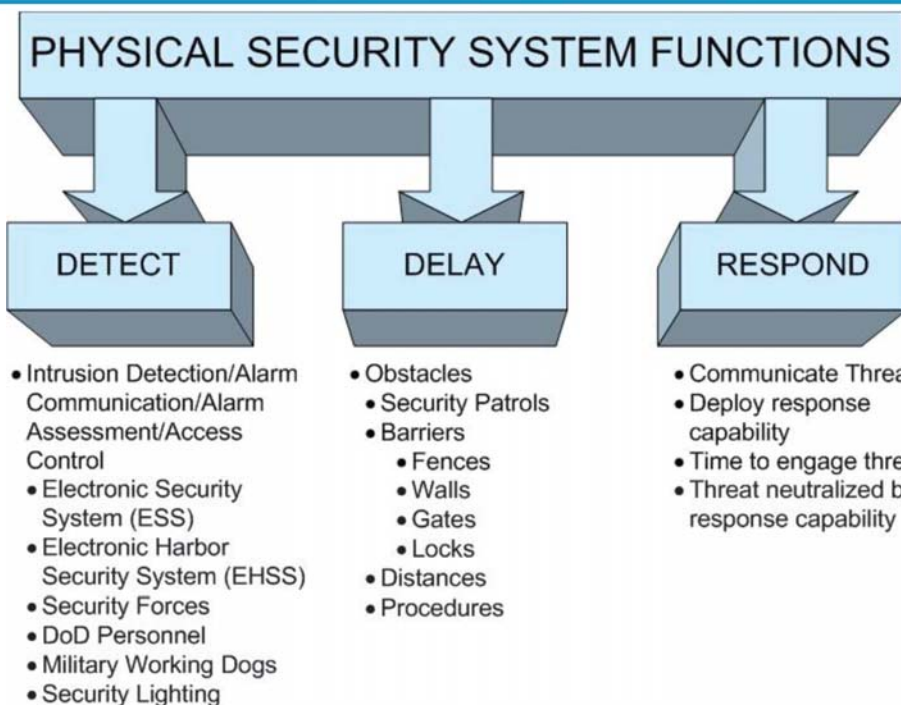 PHYSICAL SECURITY SYSTEM FUNCTIONS
DETECT
• Intrusion Detection/Alarm
Communication/Alarm
Assessment/Access
Control
• Electronic Security
System (ESS)
• Electronic Harbor
Security System (EHSS)
• Security Forces
• DoD Personnel
• Military Working Dogs
• Security Lighting
DELAY
• Obstacles
• Security Patrols
• Barriers
• Fences
• Walls
• Gates
• Locks
• Distances
• Procedures
RESPOND
• Communicate
• Deploy response
capability
• Time to engage
• Threat neutralized
response capability